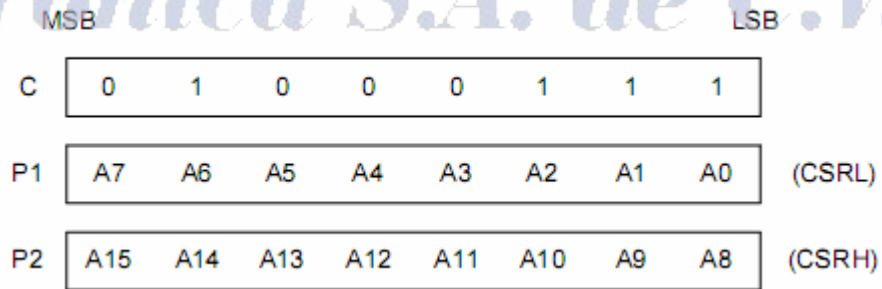 S.A. de C.V.
MSB LSB
C 0 1 0 0 0 1 1 1
P1 A7 A6 A5 A4 A3 A2 A1 A0 (CSRL)
P2 A15 A14 A13 A12 A11 A10 A9 A8 (CSRH)